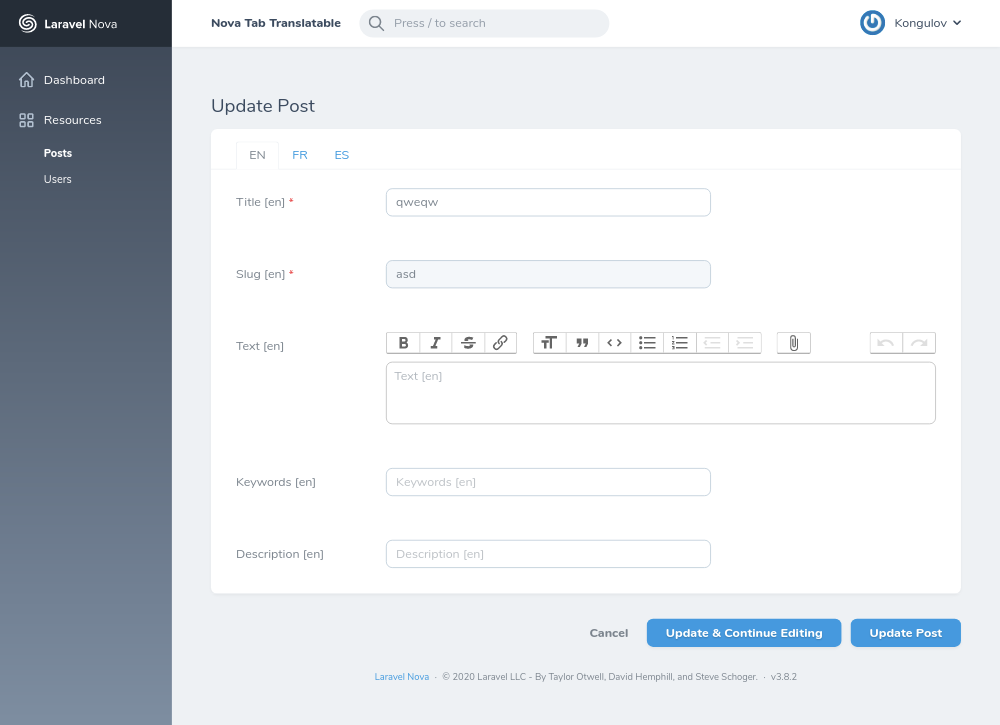 Laravel Nova
Nova Tab Translatable
Press / to search
Kongulov
Dashboard
Resources
Posts
Users
Update Post
EN FR ES
Title [en] *
qweqw
Slug [en] *
asd
Text [en]
Text [en]
Keywords [en]
Keywords [en]
Description [en]
Description [en]
Cancel
Update & Continue Editing
Update Post
Laravel Nova · © 2020 Laravel LLC - By Taylor Otwell, David Hemphill, and Steve Schoger. · v3.8.2